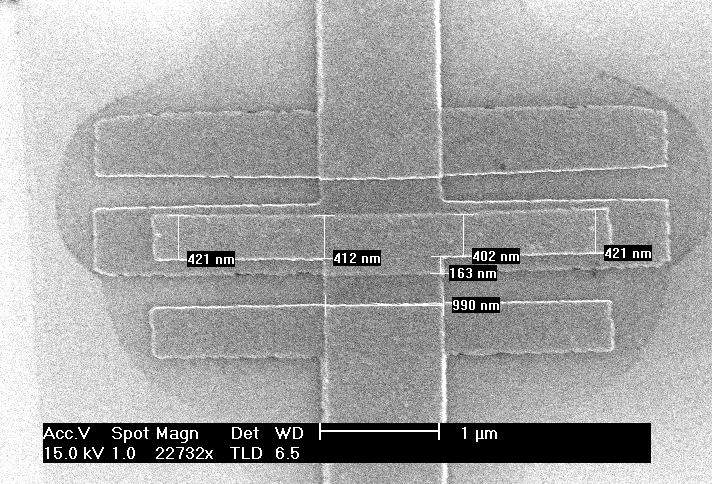 421 nm
412 nm
402 nm
421 nm
163 nm
990 nm
Acc.V Spot Magn Det WD 1 µm
15.0 kV 1.0 22732x TLD 6.5